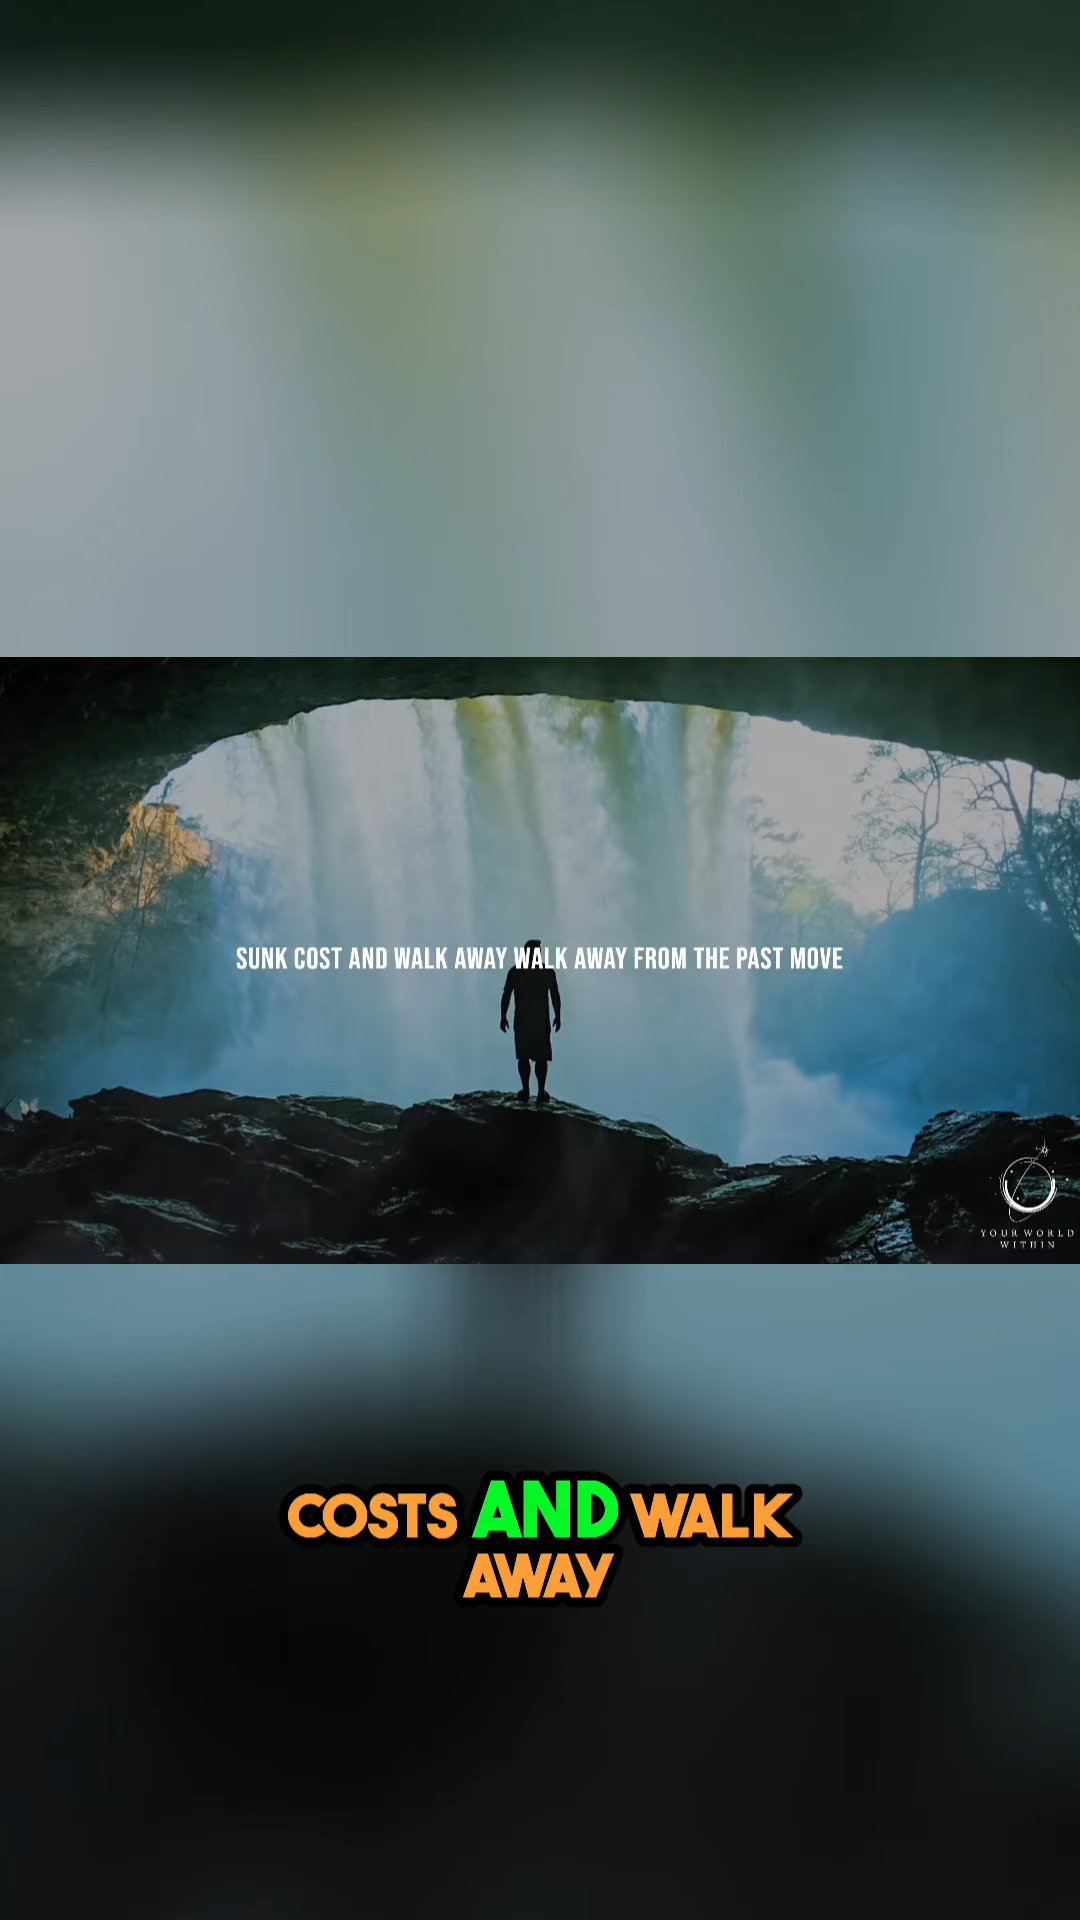 SUNK COST AND WALK AWAY WALK AWAY FROM THE PAST MOVE
YOUR WORLD
WITHIN
COSTS AND WALK
AWAY